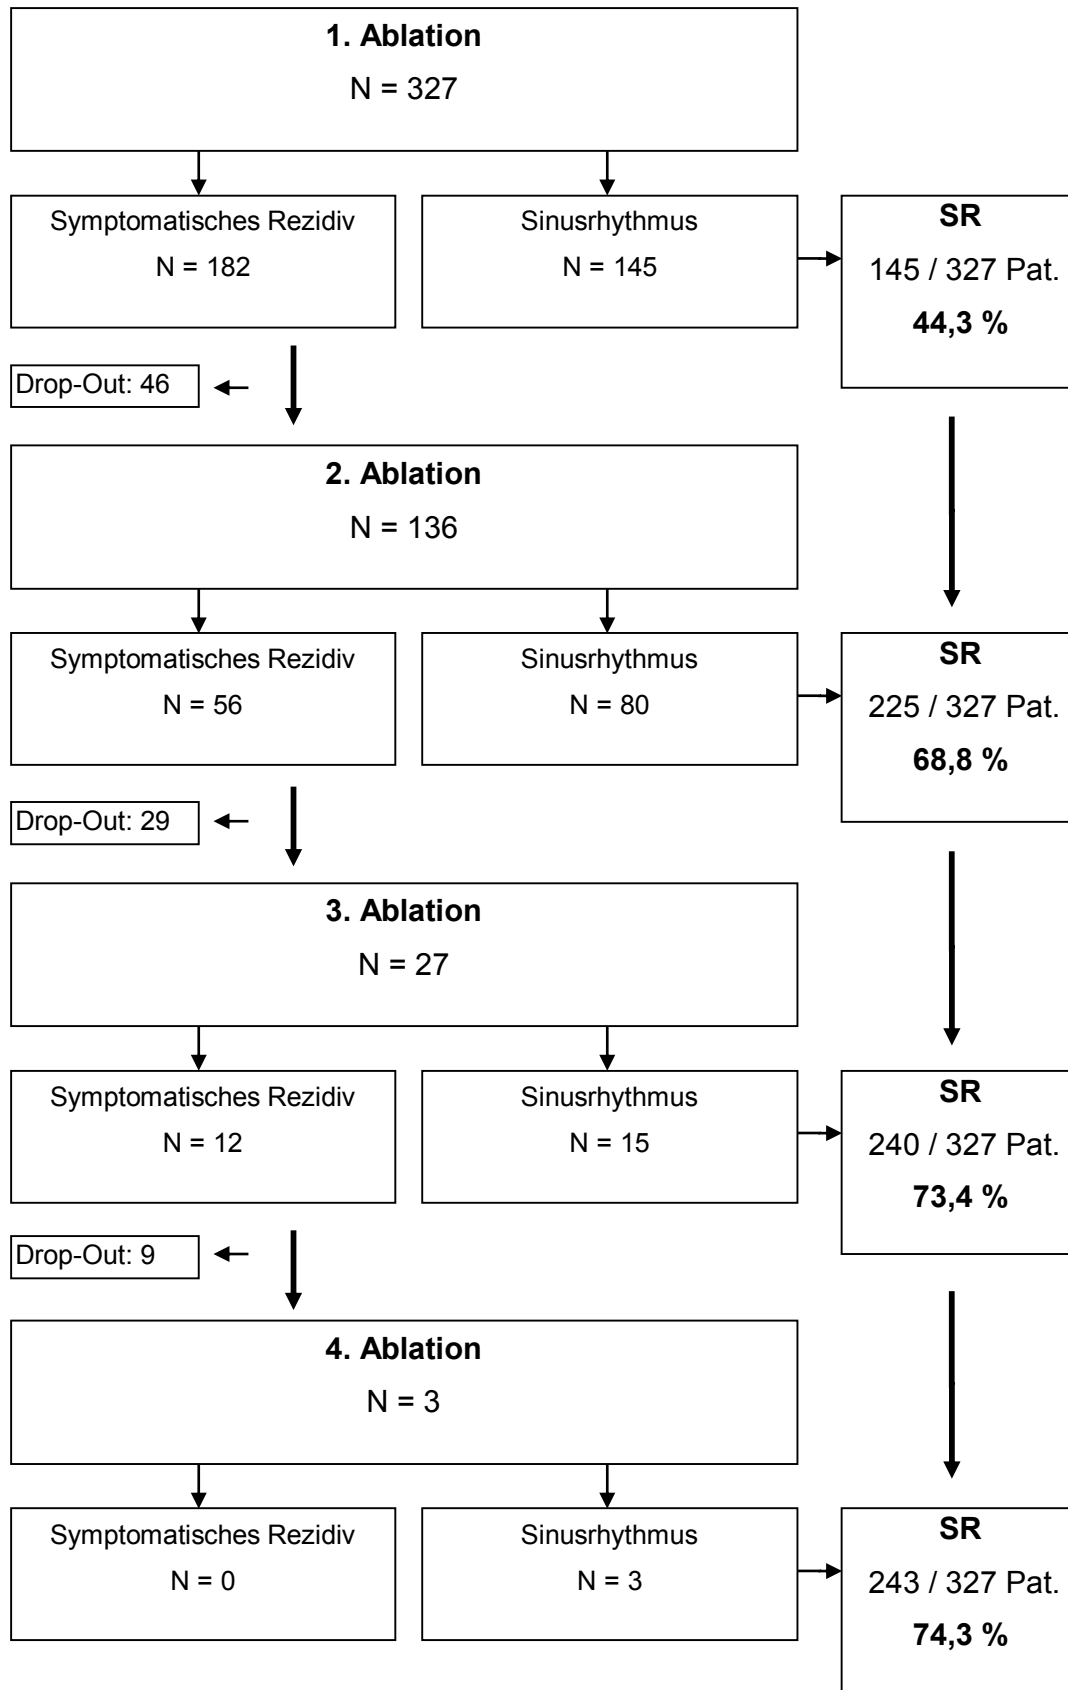 1. Ablation
N = 327
Symptomatisches Rezidiv
N = 182
Sinusrhythmus
N = 145
SR
145 / 327 Pat.
44,3 %
Drop-Out: 46
2. Ablation
N = 136
Symptomatisches Rezidiv
N = 56
Sinusrhythmus
N = 80
SR
225 / 327 Pat.
68,8 %
Drop-Out: 29
3. Ablation
N = 27
Symptomatisches Rezidiv
N = 12
Sinusrhythmus
N = 15
SR
240 / 327 Pat.
73,4 %
Drop-Out: 9
4. Ablation
N = 3
Symptomatisches Rezidiv
N = 0
Sinusrhythmus
N = 3
SR
243 / 327 Pat.
74,3 %